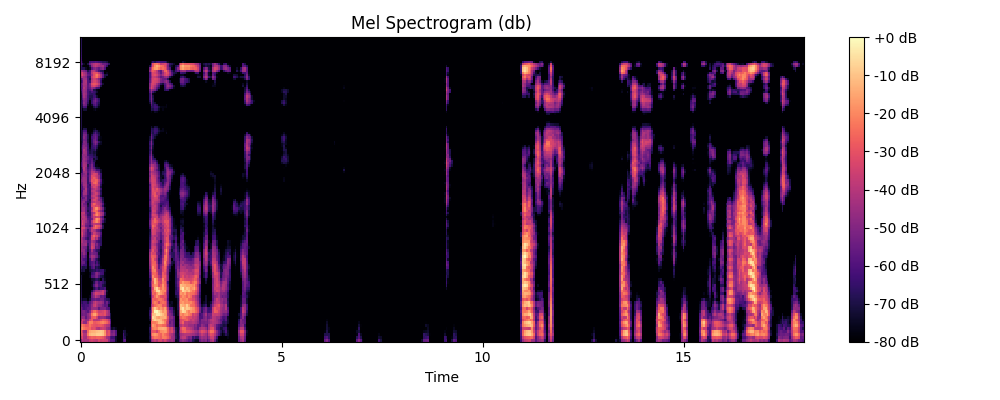 Mel Spectrogram (db)
8192
4096
2048
1024
512
0
Hz
0
5
10
15
Time
+0 dB
-10 dB
-20 dB
-30 dB
-40 dB
-50 dB
-60 dB
-70 dB
-80 dB